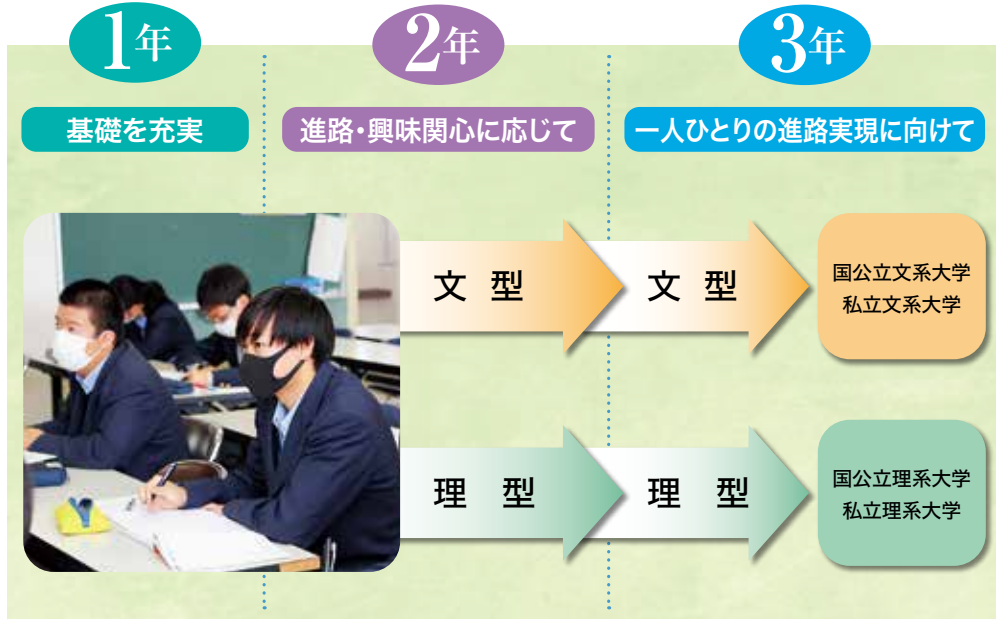 1年
2年
3年
基礎を充実
進路・興味関心に応じて
一人ひとりの進路実現に向けて
文型
文型
国公立文系大学
私立文系大学
理型
理型
国公立理系大学
私立理系大学